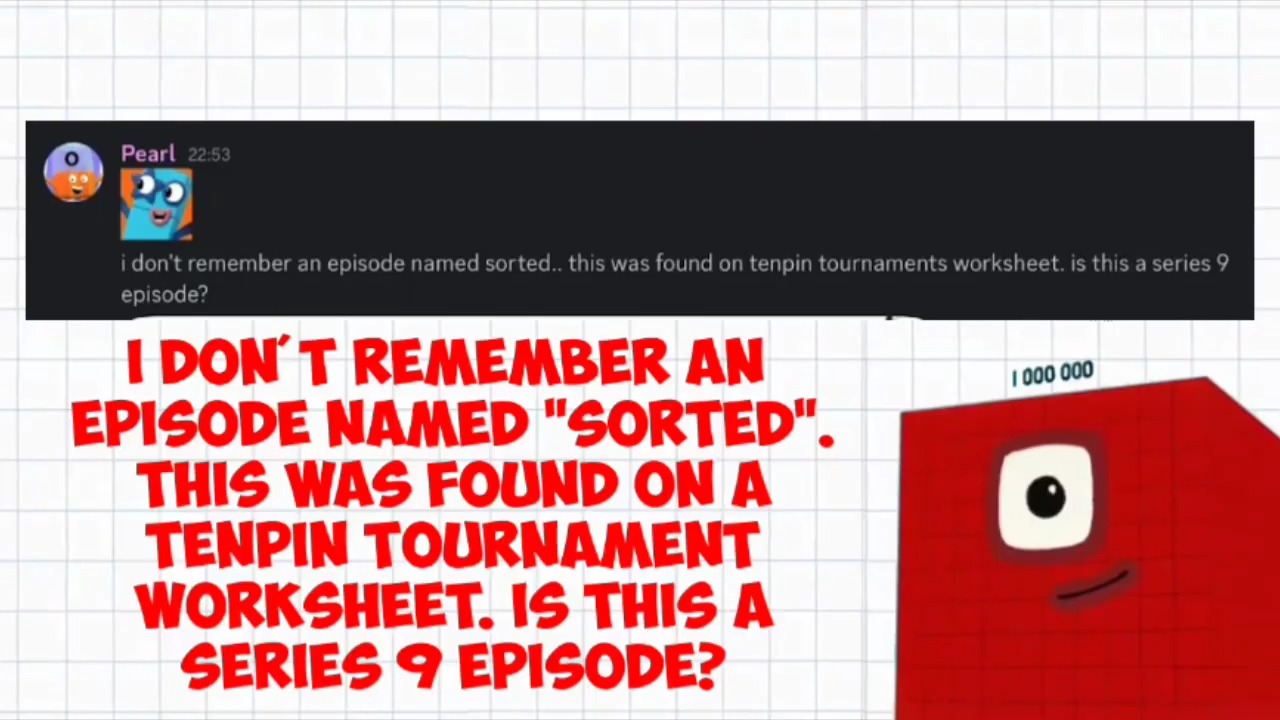 O
Pearl 22:53
i don't remember an episode named sorted.. this was found on tenpin tournaments worksheet. is this a series 9
episode?
I DON´T REMEMBER AN
EPISODE NAMED "SORTED".
THIS WAS FOUND ON A
TENPIN TOURNAMENT
WORKSHEET. IS THIS A
SERIES 9 EPISODE?
1 000 000